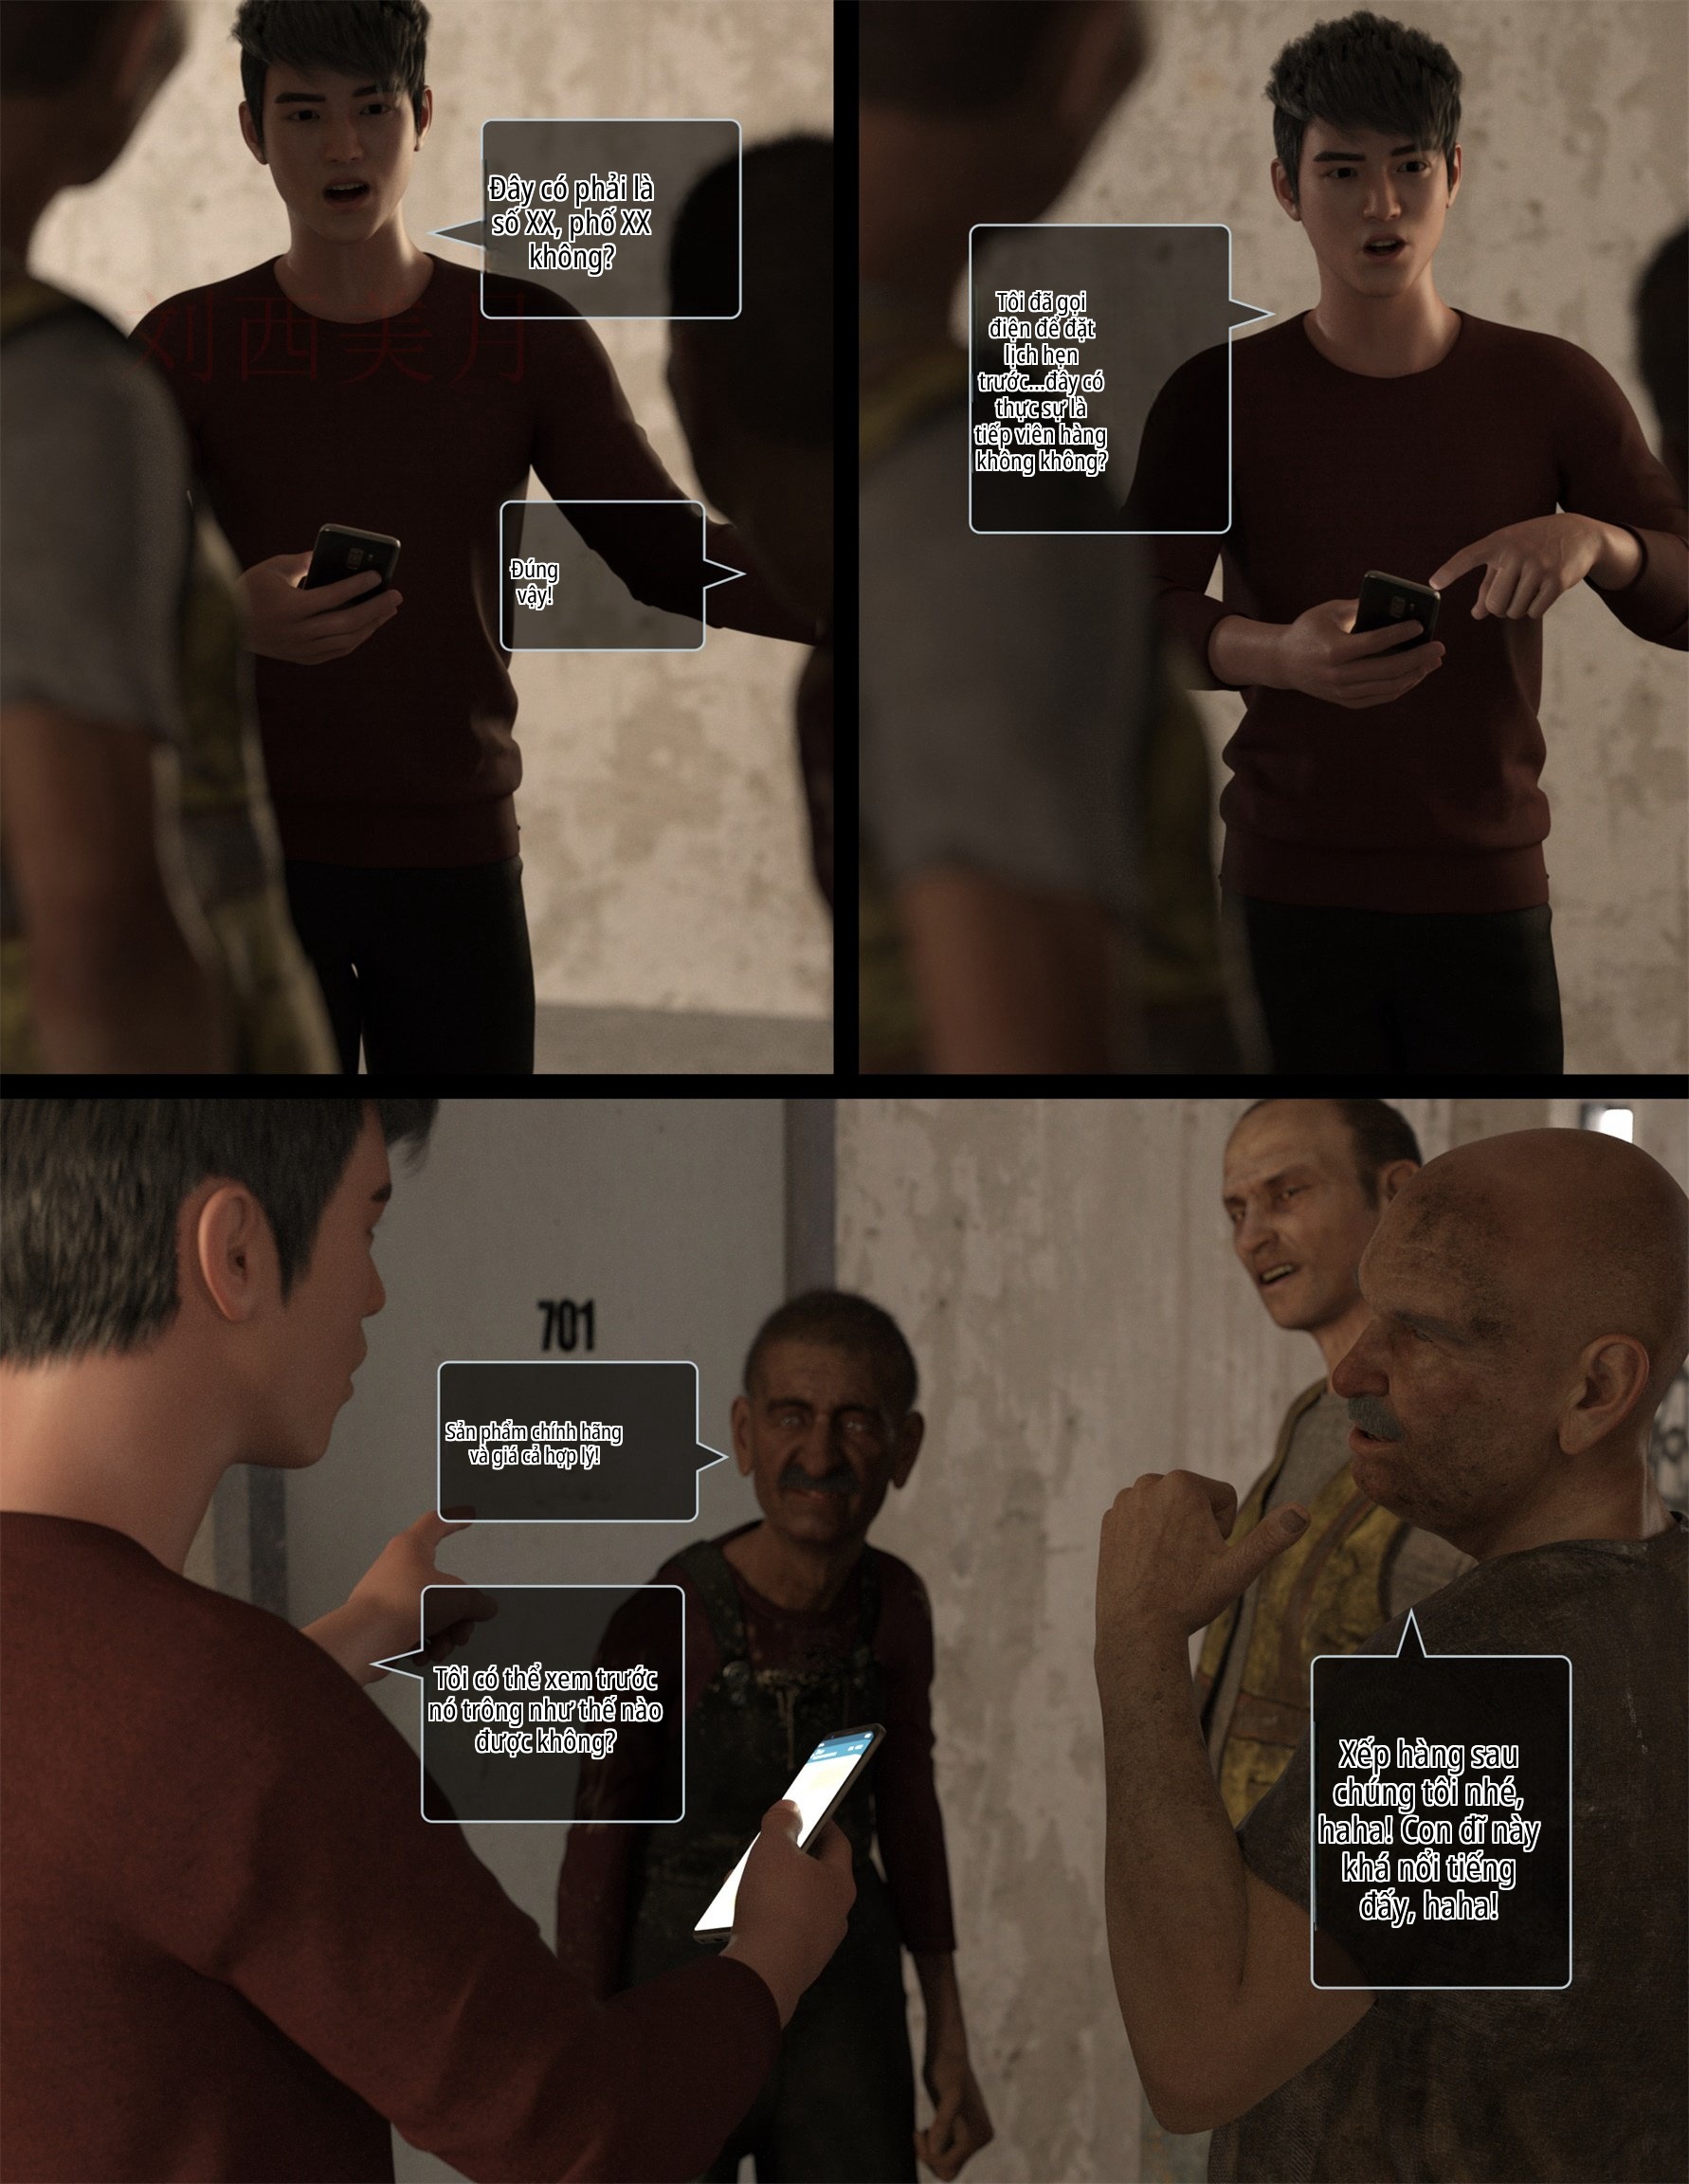 Đây có phải là
số XX, phố XX
không?
刘西美月
Đúng
vậy!
Tôi đã gọi
điện để đặt
lịch hẹn
trước...đây có
thực sự là
tiếp viên hàng
không không?
701
Sản phẩm chính hãng
và giá cả hợp lý!
Tôi có thể xem trước
nó trông như thế nào
được không?
Xếp hàng sau
chúng tôi nhé,
haha! Con đĩ này
khá nổi tiếng
đấy, haha!